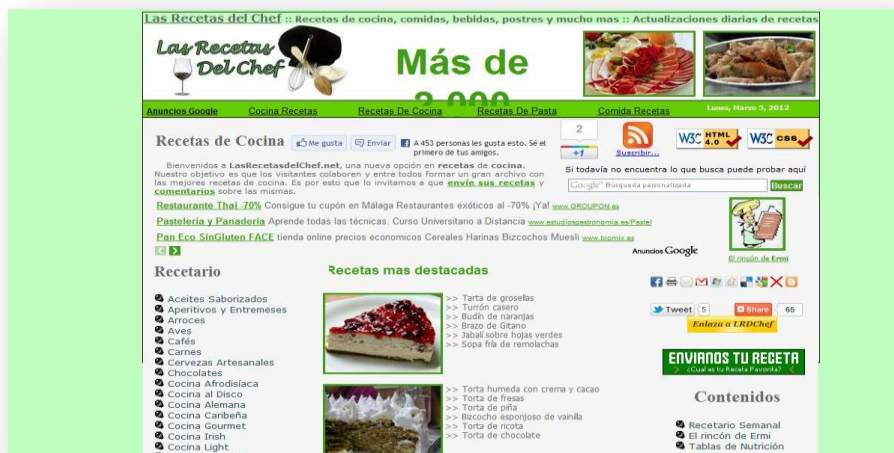 Las Recetas del Chef :: Recetas de cocina, comidas, bebidas, postres y mucho mas :: Actualizaciones diarias de recetas
Las Recetas
Del Chef
Más de
Anuncios Google
Cocina Recetas
Recetas De Cocina
Recetas De Pasta
Comida Recetas
Lunes, Marzo 5, 2012
Recetas de Cocina
Me gusta
Enviar
A 453 personas les gusta esto. Sé el
primero de tus amigos.
2
+1
Suscribir...
W3C HTML 4.0
W3C css
Bienvenidos a LasRecetasdelChef.net, una nueva opción en recetas de cocina.
Nuestro objetivo es que los visitantes colaboren y entre todos formar un gran archivo con
las mejores recetas de cocina. Es por esto que lo invitamos a que envíe sus recetas y
comentarios sobre las mismas.
Si todavía no encuentra lo que busca puede probar aquí
Google Búsqueda personalizada
Buscar
Restaurante Thai -70% Consigue tu cupón en Málaga Restaurantes exóticos al -70% ¡Ya! www.GROUPON.es
Pastelería y Panadería Aprende todas las técnicas. Curso Universitario a Distancia www.estudiosgastronomia.es/Pastel
Pan Eco SinGluten FACE tienda online precios economicos Cereales Harinas Bizcochos Muesli www.biomix.es
Anuncios Google
El rincón de Ermi
Recetario
Aceites Saborizados
Aperitivos y Entremeses
Arroces
Aves
Cafés
Carnes
Cervezas Artesanales
Chocolates
Cocina Afrodisíaca
Cocina al Disco
Cocina Alemana
Cocina Caribeña
Cocina Gourmet
Cocina Irish
Cocina Light
Recetas mas destacadas
>> Tarta de grosellas
>> Turrón casero
>> Budín de naranjas
>> Brazo de Gitano
>> Jabalí sobre hojas verdes
>> Sopa fría de remolachas
>> Torta humeda con crema y cacao
>> Torta de fresas
>> Torta de piña
>> Bizcocho esponjoso de vainilla
>> Torta de ricota
>> Torta de chocolate
Tweet 5
Share 65
Enlaza a LRDChef
ENVIANOS TU RECETA
¿Cual es tu Receta Favorita?
Contenidos
Recetario Semanal
El rincón de Ermi
Tablas de Nutrición